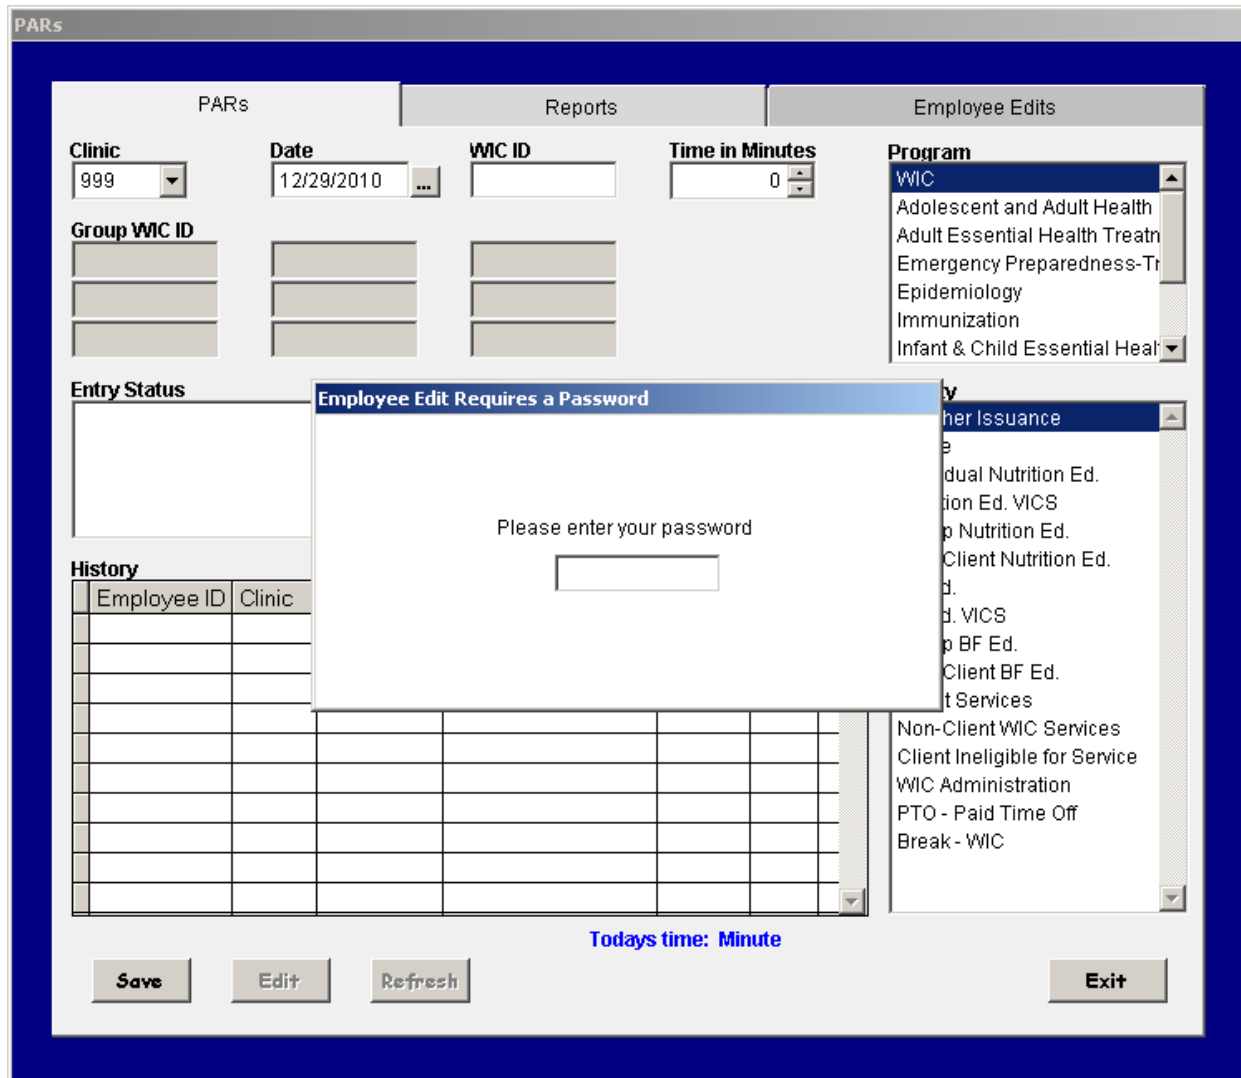 PARs
PARs Reports Employee Edits
Clinic Date WIC ID Time in Minutes Program
999 12/29/2010 ... 0
WIC
Adolescent and Adult Health
Adult Essential Health Treatn
Emergency Preparedness-Tr
Epidemiology
Immunization
Infant & Child Essential Healt
Group WIC ID
Entry Status
Employee Edit Requires a Password
Please enter your password
her Issuance
dual Nutrition Ed.
ion Ed. VICS
p Nutrition Ed.
Client Nutrition Ed.
d.
d. VICS
p BF Ed.
Client BF Ed.
t Services
Non-Client WIC Services
Client Ineligible for Service
WIC Administration
PTO - Paid Time Off
Break - WIC
History
Employee ID Clinic
Todays time: Minute
Save Edit Refresh Exit